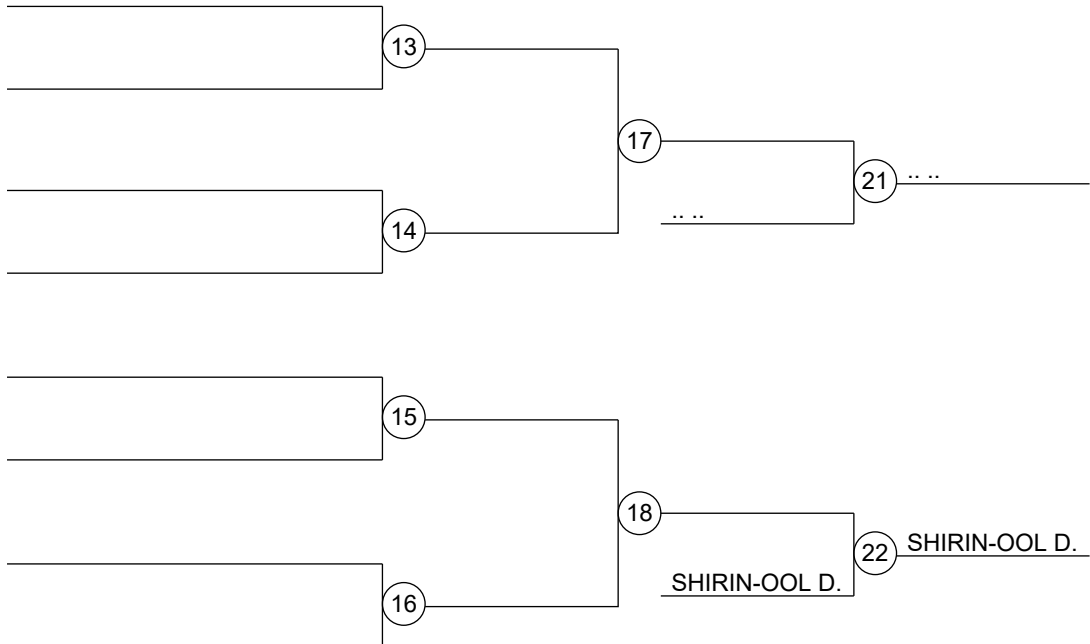 13
17
21 .. ..
14
.. ..
15
18
22 SHIRIN-OOL D.
SHIRIN-OOL D.
16